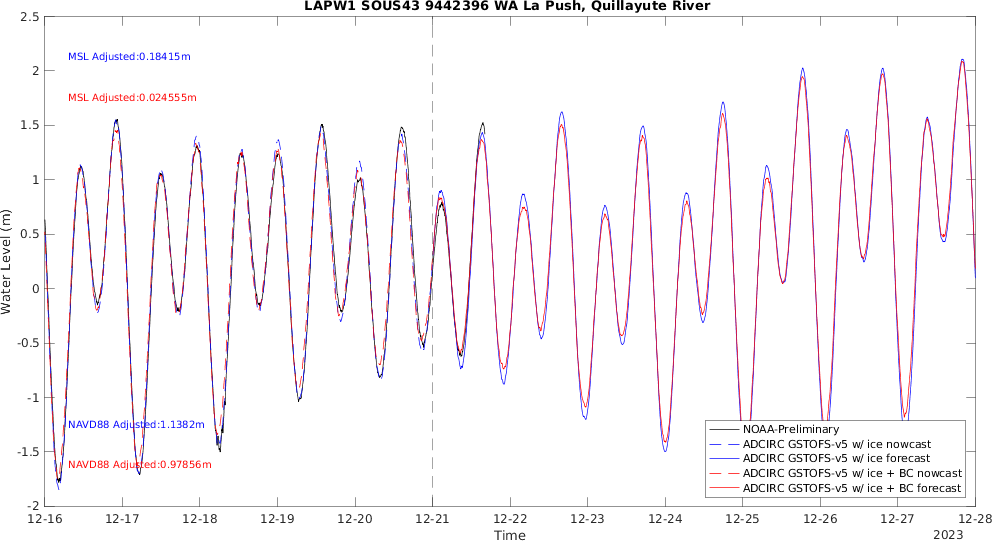 LAPW1 SOUS43 9442396 WA La Push, Quillayute River
2.5
2
1.5
1
0.5
0
-0.5
-1
-1.5
-2
Water Level (m)
MSL Adjusted:0.18415m
MSL Adjusted:0.024555m
NAVD88 Adjusted:1.1382m
NAVD88 Adjusted:0.97856m
NOAA-Preliminary
ADCIRC GSTOFS-v5 w/ ice nowcast
ADCIRC GSTOFS-v5 w/ ice forecast
ADCIRC GSTOFS-v5 w/ ice + BC nowcast
ADCIRC GSTOFS-v5 w/ ice + BC forecast
12-16 12-17 12-18 12-19 12-20 12-21 12-22 12-23 12-24 12-25 12-26 12-27 12-28
Time
2023